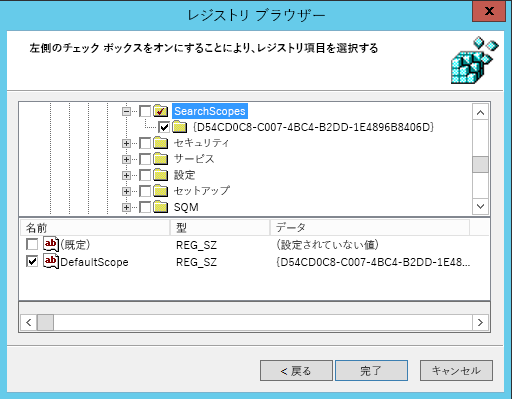 レジストリ ブラウザー
x
左側のチェック ボックスをオンにすることにより、レジストリ項目を選択する
SearchScopes
{D54CD0C8-C007-4BC4-B2DD-1E4896B8406D}
セキュリティ
サービス
設定
セットアップ
SQM
名前 型 データ
ab (既定) REG_SZ (設定されていない値)
ab DefaultScope REG_SZ {D54CD0C8-C007-4BC4-B2DD-1E48...
< 戻る 完了 キャンセル